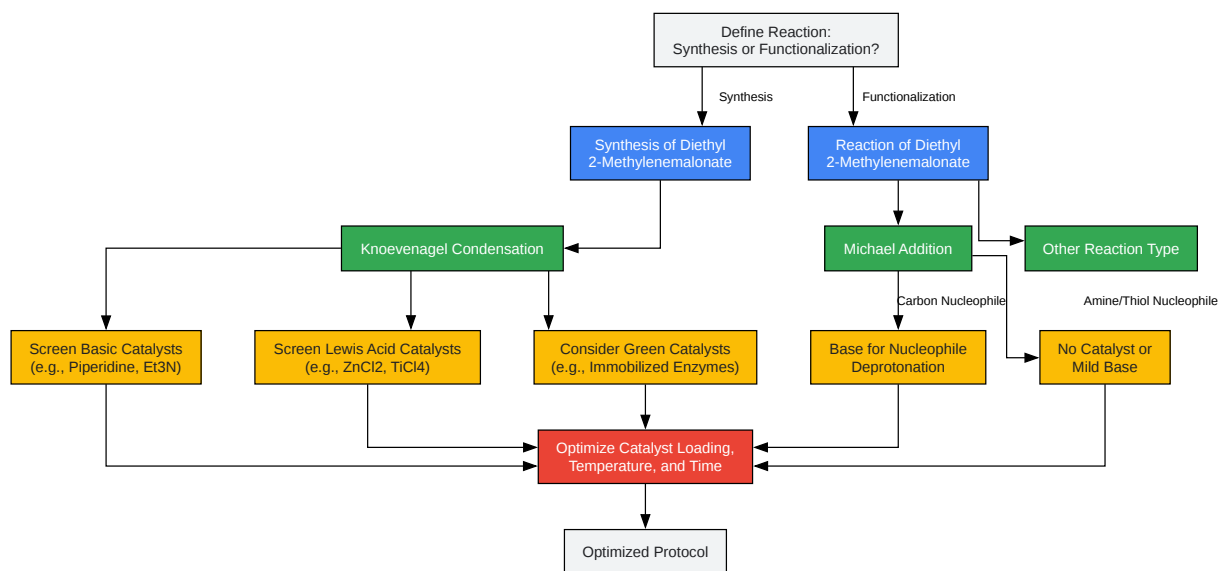 Define Reaction:
Synthesis or Functionalization?
Synthesis
Functionalization
Synthesis of Diethyl
2-Methylenemalonate
Reaction of Diethyl
2-Methylenemalonate
Knoevenagel Condensation
Michael Addition
Other Reaction Type
Carbon Nucleophile
Amine/Thiol Nucleophile
Screen Basic Catalysts
(e.g., Piperidine, Et3N)
Screen Lewis Acid Catalysts
(e.g., ZnCl2, TiCl4)
Consider Green Catalysts
(e.g., Immobilized Enzymes)
Base for Nucleophile
Deprotonation
No Catalyst or
Mild Base
Optimize Catalyst Loading,
Temperature, and Time
Optimized Protocol